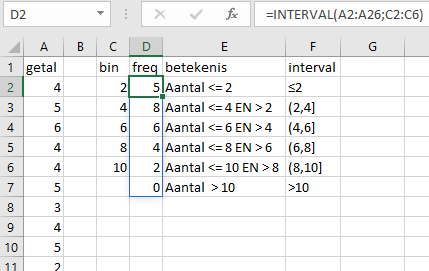 D2 fx =INTERVAL(A2:A26;C2:C6)
A B C D E F G
1 getal bin freq betekenis interval
2 4 2 5 Aantal <= 2 ≤2
3 5 4 8 Aantal <= 4 EN > 2 (2,4]
4 6 6 6 Aantal <= 6 EN > 4 (4,6]
5 4 8 4 Aantal <= 8 EN > 6 (6,8]
6 4 10 2 Aantal <= 10 EN > 8 (8,10]
7 5 0 Aantal > 10 >10
8 3
9 4
10 5
11 2